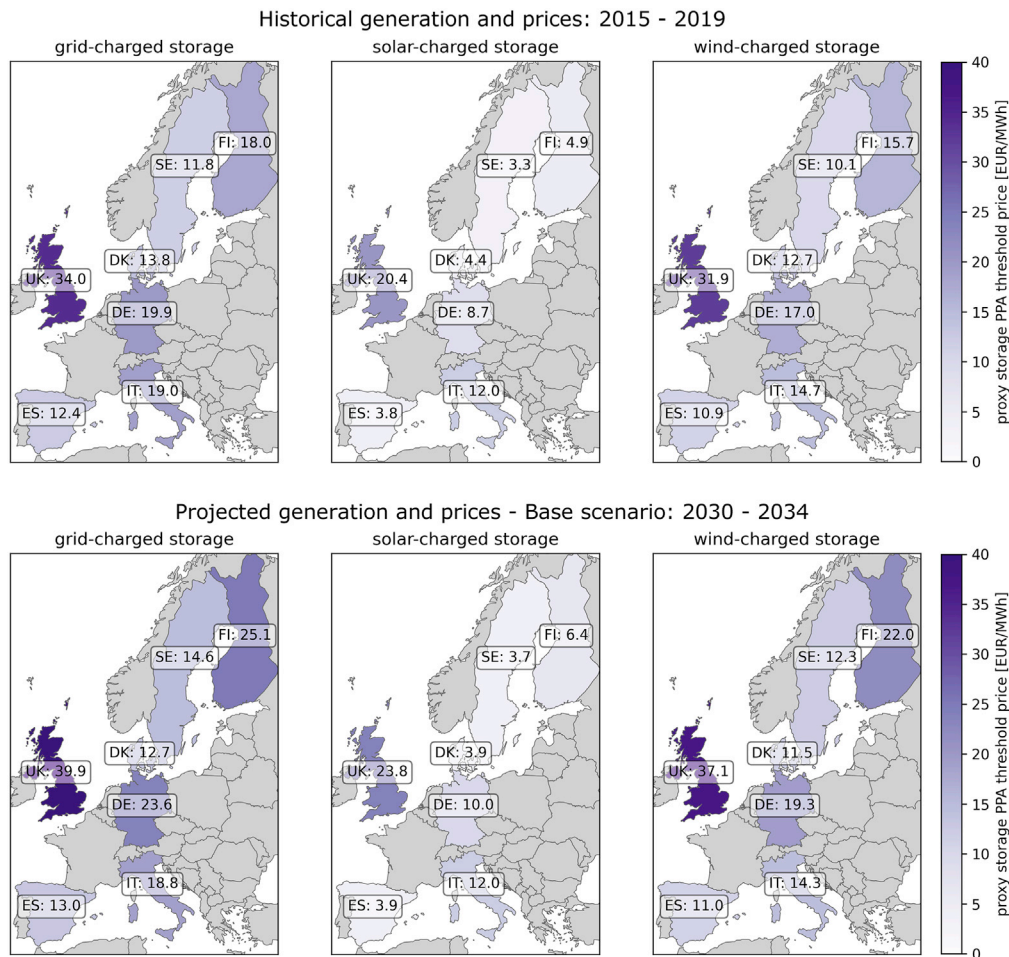 Historical generation and prices: 2015 - 2019
grid-charged storage
solar-charged storage
wind-charged storage
FI: 18.0
SE: 11.8
DK: 13.8
UK: 34.0
DE: 19.9
IT: 19.0
ES: 12.4
FI: 4.9
SE: 3.3
DK: 4.4
UK: 20.4
DE: 8.7
IT: 12.0
ES: 3.8
FI: 15.7
SE: 10.1
DK: 12.7
UK: 31.9
DE: 17.0
IT: 14.7
ES: 10.9
40
35
30
25
20
15
10
5
0
proxy storage PPA threshold price [EUR/MWh]
Projected generation and prices - Base scenario: 2030 - 2034
grid-charged storage
solar-charged storage
wind-charged storage
FI: 25.1
SE: 14.6
DK: 12.7
UK: 39.9
DE: 23.6
IT: 18.8
ES: 13.0
FI: 6.4
SE: 3.7
DK: 3.9
UK: 23.8
DE: 10.0
IT: 12.0
ES: 3.9
FI: 22.0
SE: 12.3
DK: 11.5
UK: 37.1
DE: 19.3
IT: 14.3
ES: 11.0
40
35
30
25
20
15
10
5
0
proxy storage PPA threshold price [EUR/MWh]